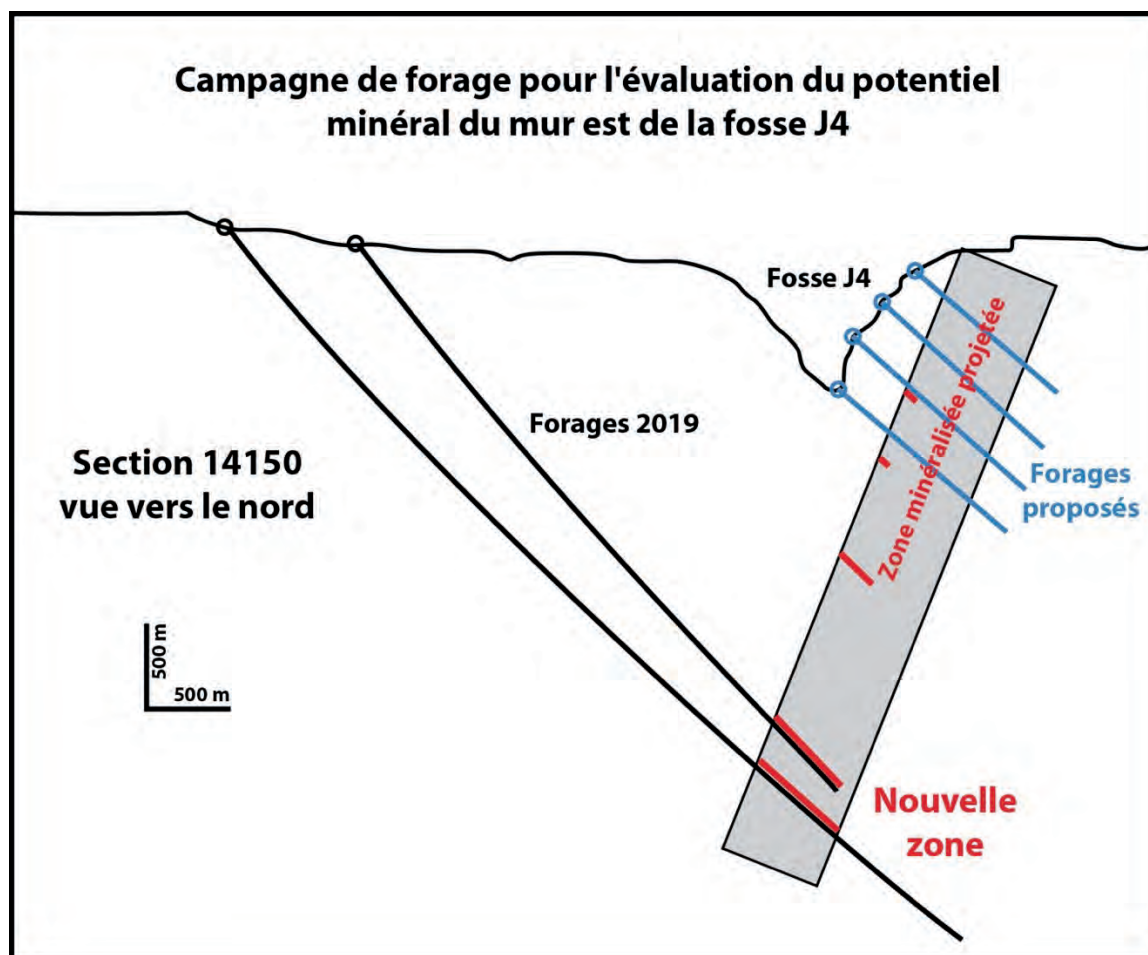 Campagne de forage pour l'évaluation du potentiel
minéral du mur est de la fosse J4
Fosse J4
Zone minéralisée projetée
Forages 2019
Section 14150
vue vers le nord
Forages
proposés
500 m
500 m
Nouvelle
zone